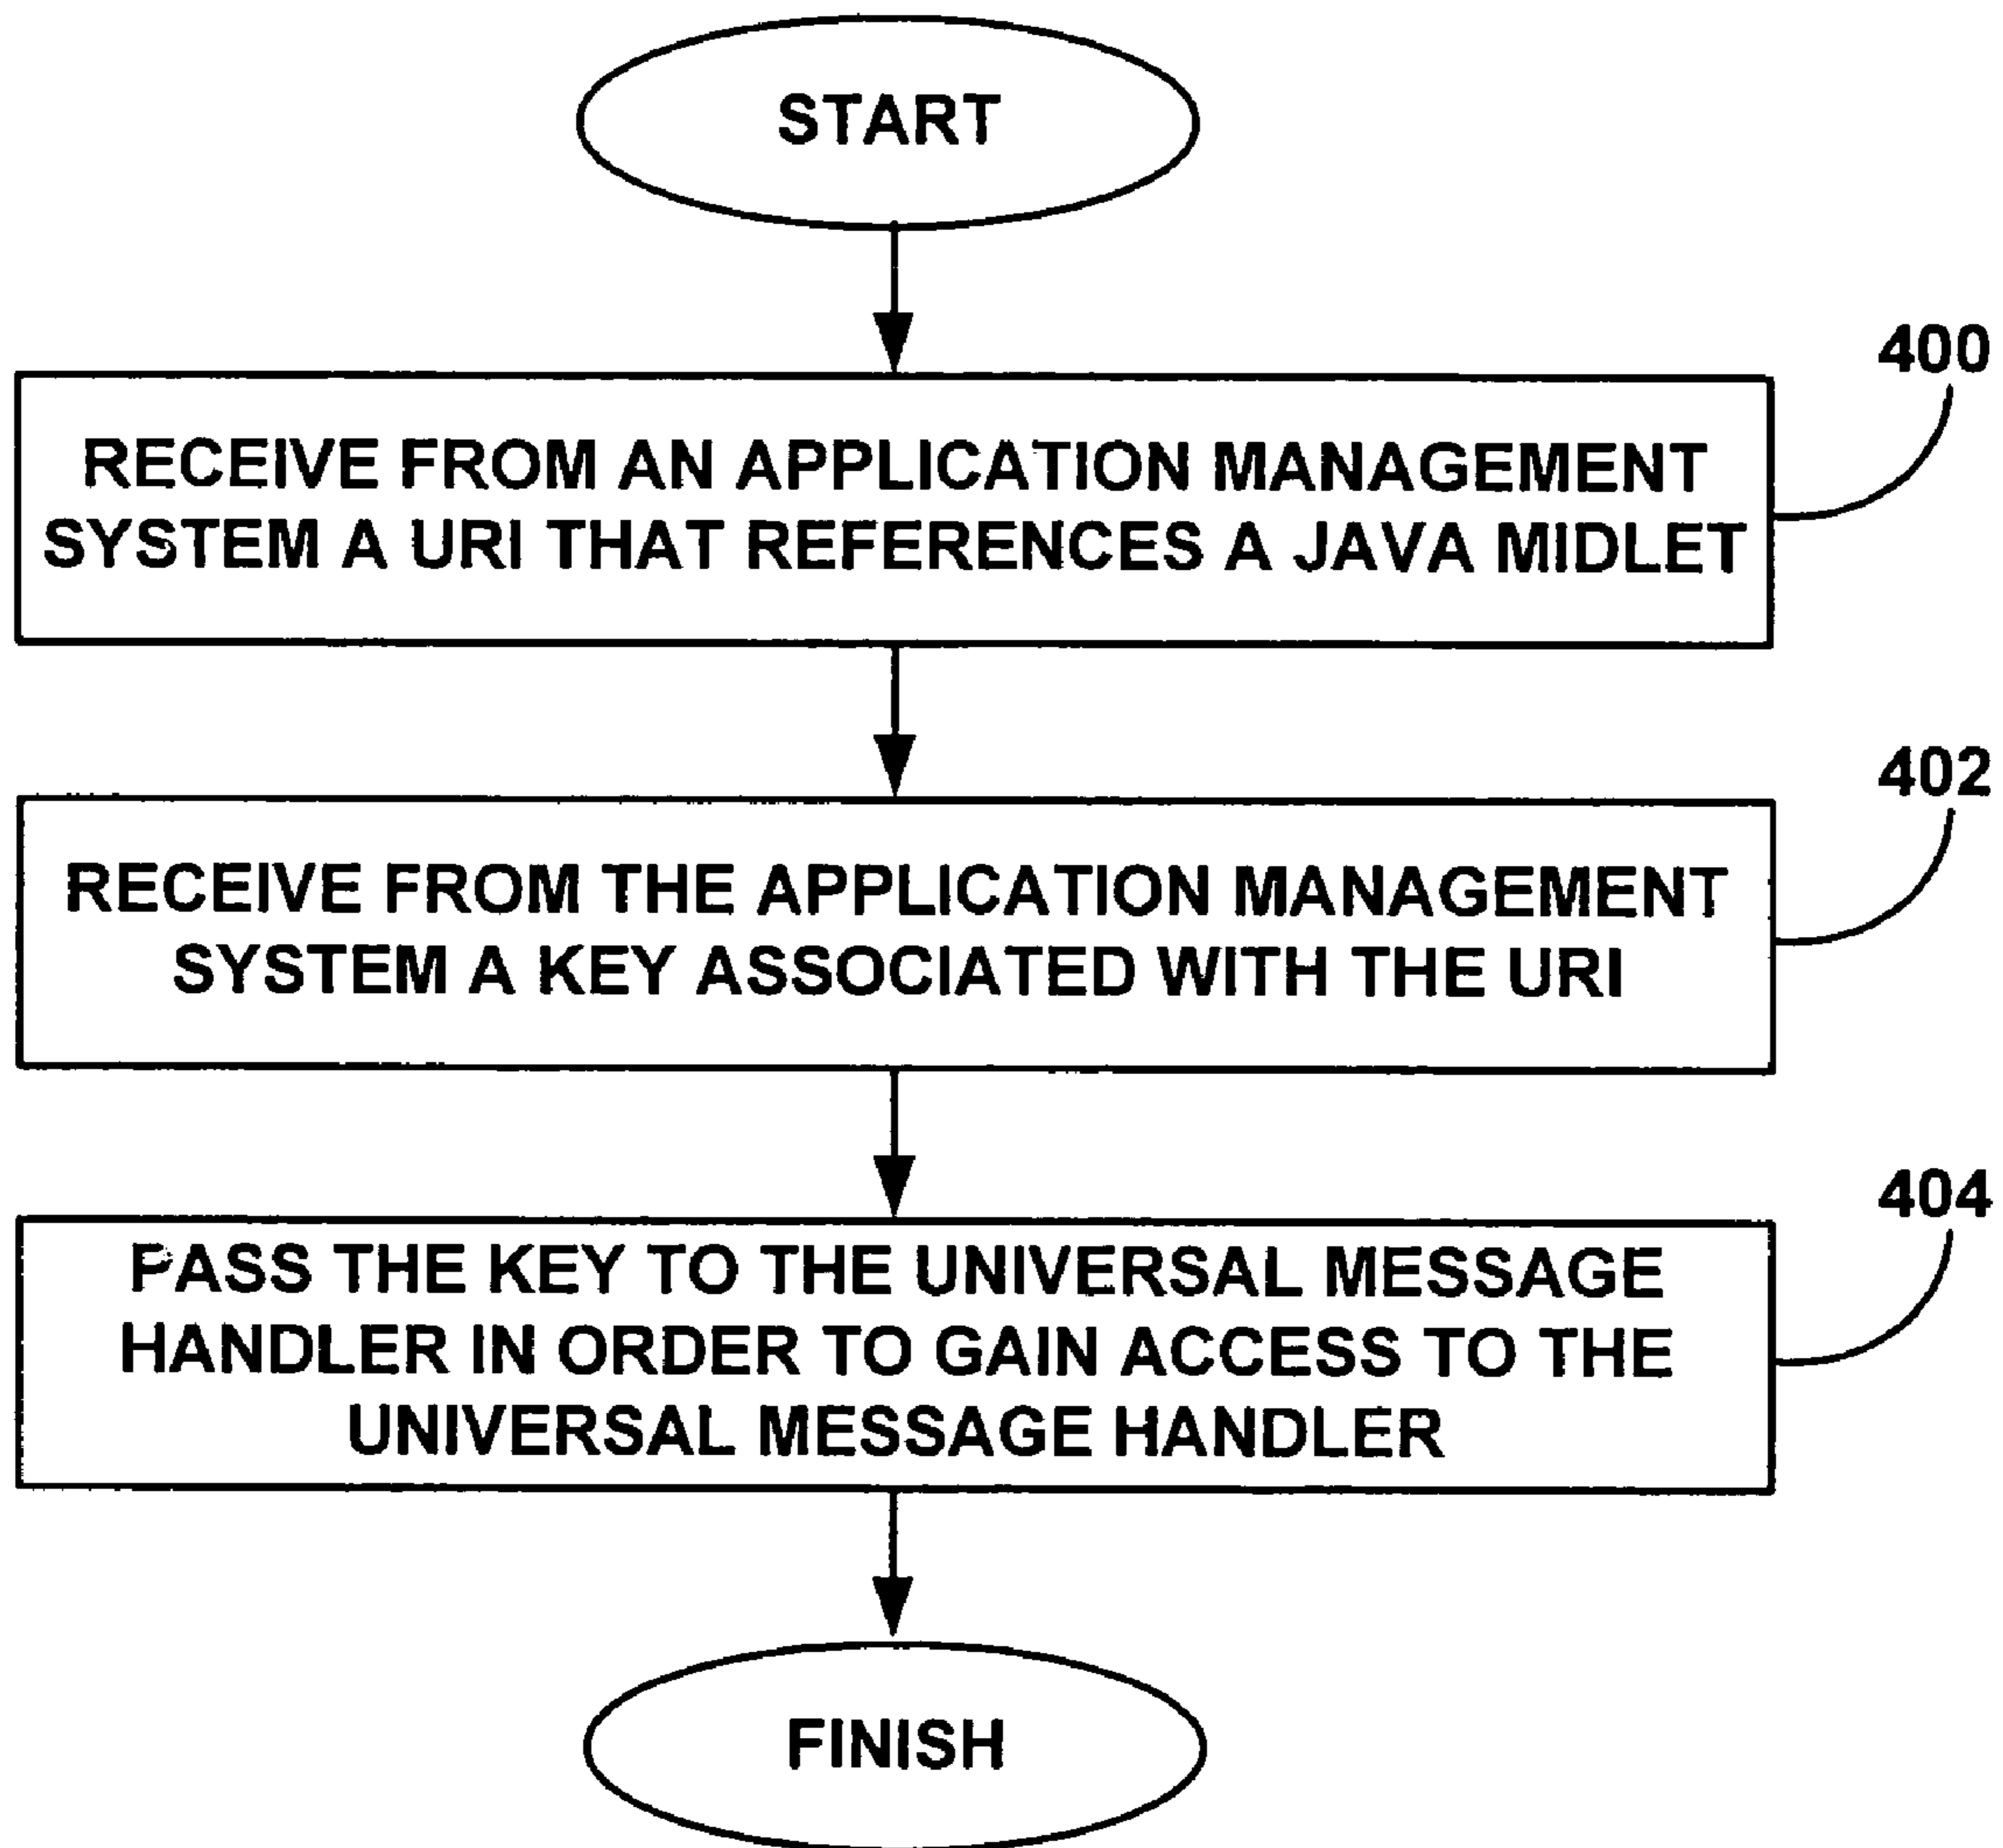 START
400
RECEIVE FROM AN APPLICATION MANAGEMENT
SYSTEM A URI THAT REFERENCES A JAVA MIDLET
402
RECEIVE FROM THE APPLICATION MANAGEMENT
SYSTEM A KEY ASSOCIATED WITH THE URI
404
PASS THE KEY TO THE UNIVERSAL MESSAGE
HANDLER IN ORDER TO GAIN ACCESS TO THE
UNIVERSAL MESSAGE HANDLER
FINISH